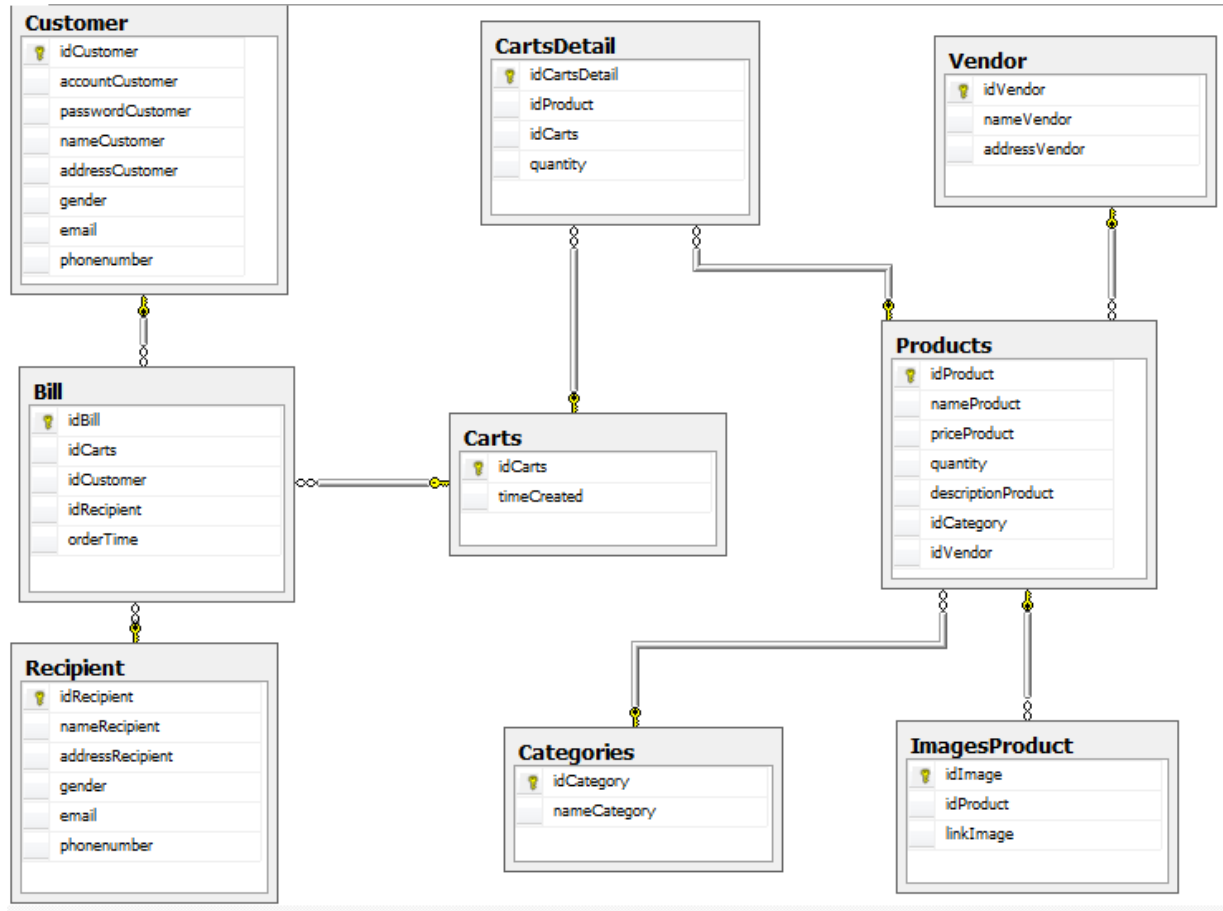 Customer
idCustomer
accountCustomer
passwordCustomer
nameCustomer
addressCustomer
gender
email
phonenumber
CartsDetail
idCartsDetail
idProduct
idCarts
quantity
Vendor
idVendor
nameVendor
addressVendor
Bill
idBill
idCarts
idCustomer
idRecipient
orderTime
Carts
idCarts
timeCreated
Products
idProduct
nameProduct
priceProduct
quantity
descriptionProduct
idCategory
idVendor
Recipient
idRecipient
nameRecipient
addressRecipient
gender
email
phonenumber
Categories
idCategory
nameCategory
ImagesProduct
idImage
idProduct
linkImage